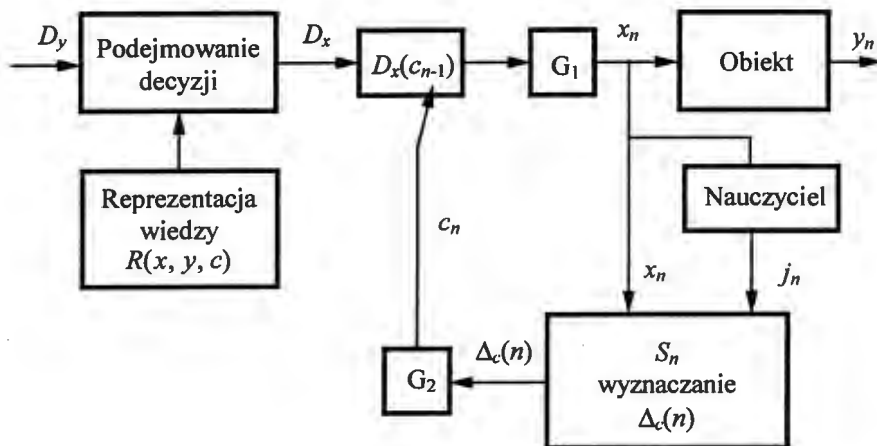 D_y
Podejmowanie
decyzji
D_x
D_x(c_{n-1})
G_1
x_n
Obiekt
y_n
Reprezentacja
wiedzy
R(x, y, c)
c_n
Nauczyciel
x_n
j_n
G_2
Δ_c(n)
S_n
wyznaczanie
Δ_c(n)